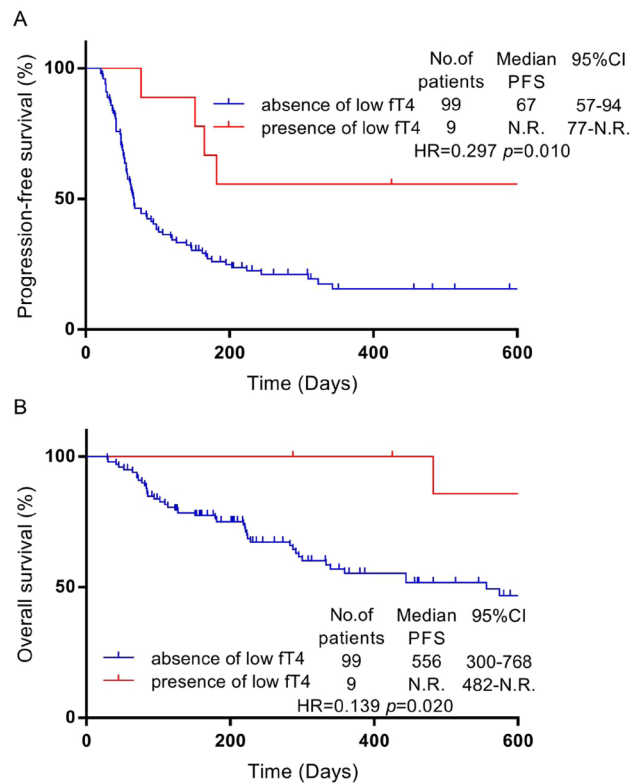 A
No.of Median 95%CI
patients PFS
absence of low fT4 99 67 57-94
presence of low fT4 9 N.R. 77-N.R.
HR=0.297 p=0.010
Progression-free survival (%)
100
50
0
0 200 400 600
Time (Days)
B
Overall survival (%)
100
50
0
No.of Median 95%CI
patients PFS
absence of low fT4 99 556 300-768
presence of low fT4 9 N.R. 482-N.R.
HR=0.139 p=0.020
0 200 400 600
Time (Days)